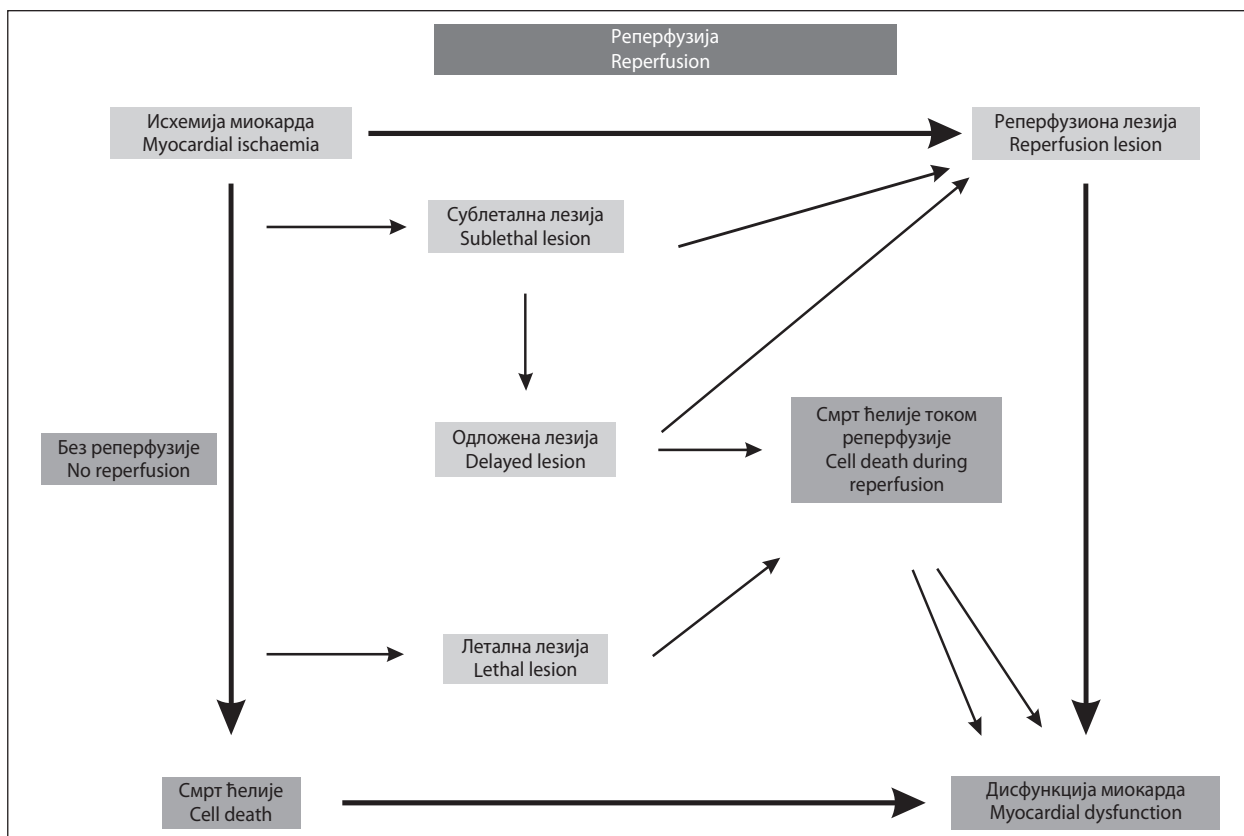 Реперфузија
Reperfusion
Исхемија миокарда
Myocardial ischaemia
Реперфузиона лезија
Reperfusion lesion
Сублетална лезија
Sublethal lesion
Без реперфузије
No reperfusion
Одложена лезија
Delayed lesion
Смрт ћелије током
реперфузије
Cell death during
reperfusion
Летална лезија
Lethal lesion
Смрт ћелије
Cell death
Дисфункција миокарда
Myocardial dysfunction